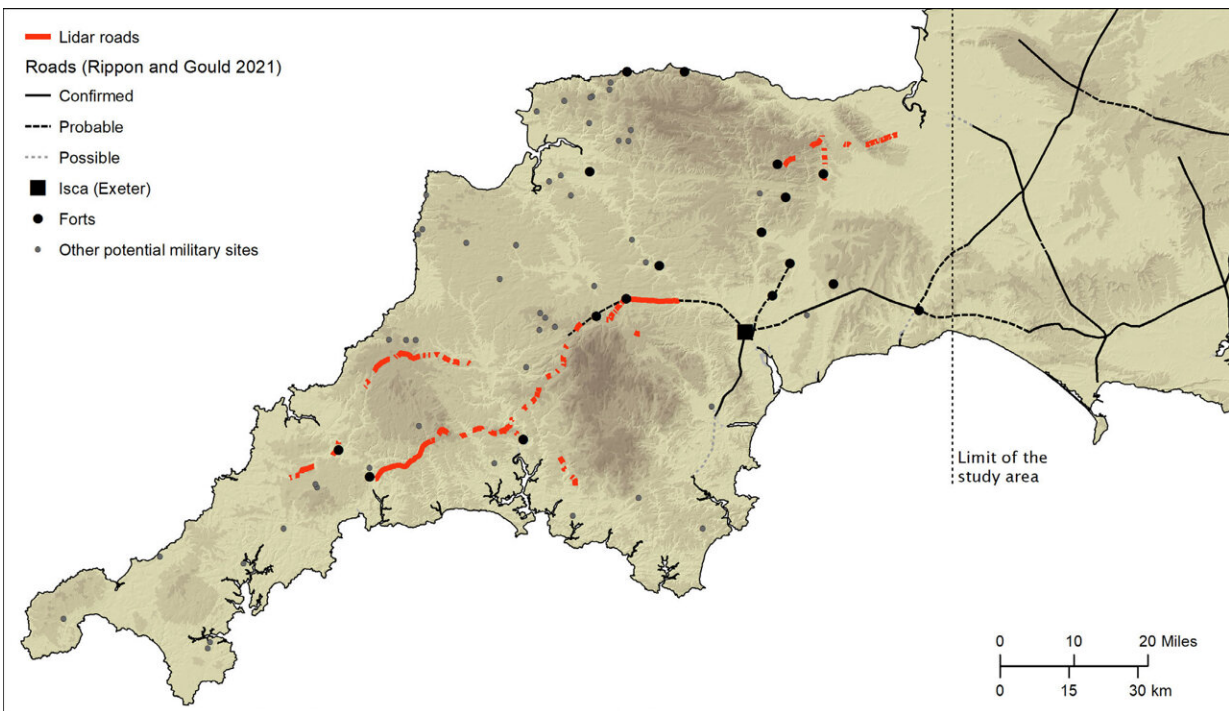 Lidar roads
Roads (Rippon and Gould 2021)
Confirmed
Probable
Possible
Isca (Exeter)
Forts
Other potential military sites
Limit of the
study area
0 10 20 Miles
0 15 30 km